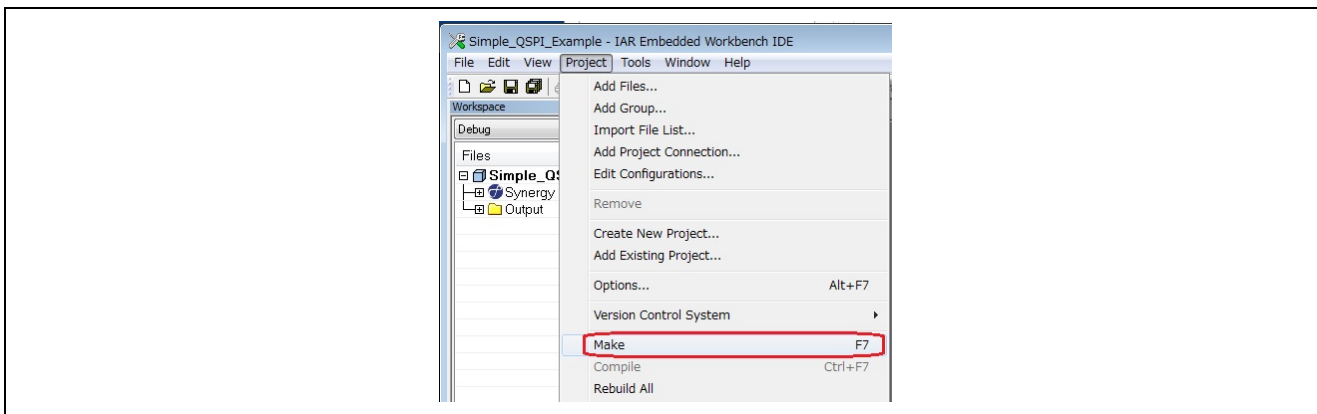 Simple_QSPI_Example - IAR Embedded Workbench IDE
File Edit View Project Tools Window Help
Workspace
Debug
Files
Simple_QS
Synergy
Output
Add Files...
Add Group...
Import File List...
Add Project Connection...
Edit Configurations...
Remove
Create New Project...
Add Existing Project...
Options... Alt+F7
Version Control System
Make F7
Compile Ctrl+F7
Rebuild All